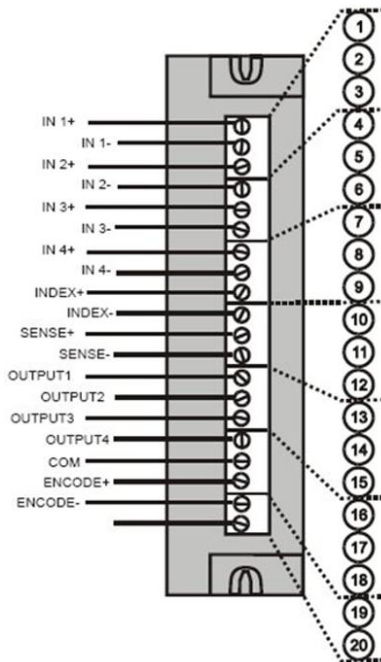 IN 1+
IN 1-
IN 2+
IN 2-
IN 3+
IN 3-
IN 4+
IN 4-
INDEX+
INDEX-
SENSE+
SENSE-
OUTPUT1
OUTPUT2
OUTPUT3
OUTPUT4
COM
ENCODE+
ENCODE-
1
2
3
4
5
6
7
8
9
10
11
12
13
14
15
16
17
18
19
20